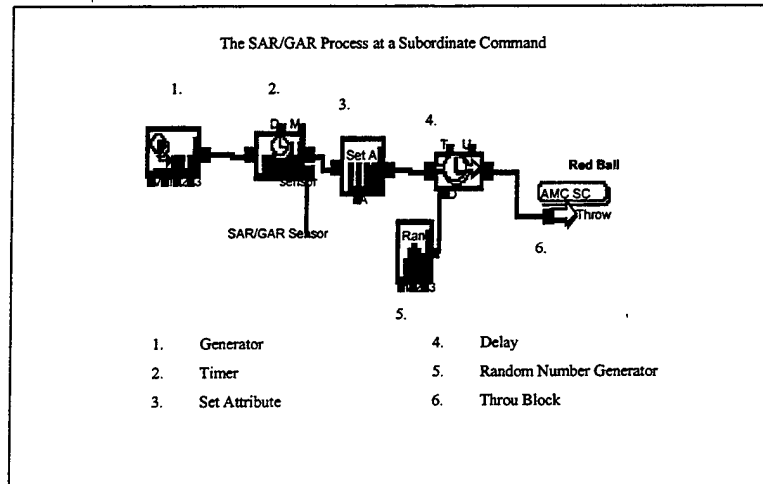 The SAR/GAR Process at a Subordinate Command
1.
2.
3.
4.
D M
T U
Set A
sensor
A
D
Red Ball
AMC SC
Throw
SAR/GAR Sensor
Ran
6.
5.
1. Generator
2. Timer
3. Set Attribute
4. Delay
5. Random Number Generator
6. Throu Block